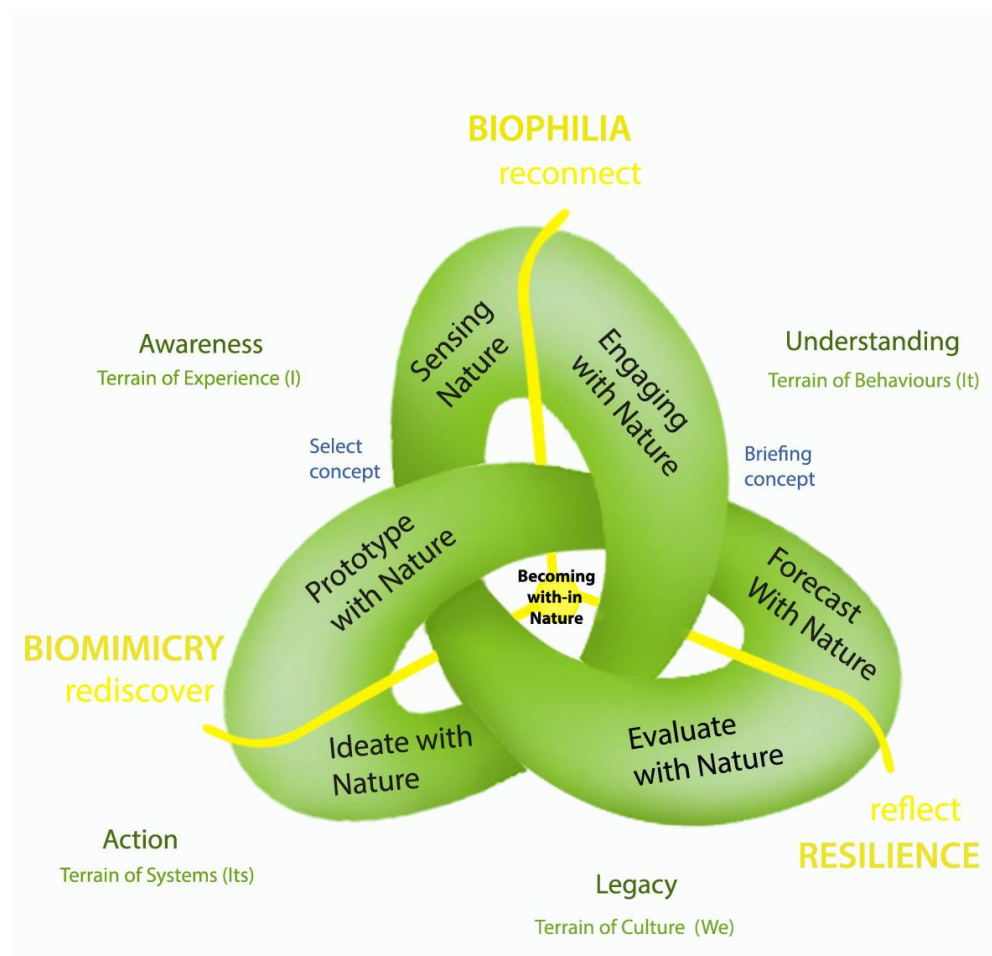 BIOPHILIA
reconnect
Sensing
Nature
Engaging
with Nature
Awareness
Terrain of Experience (I)
Understanding
Terrain of Behaviours (It)
Select
concept
Briefing
concept
Prototype
with Nature
Forecast
With Nature
Becoming
with-in
Nature
BIOMIMICRY
rediscover
Ideate with
Nature
Evaluate
with Nature
reflect
RESILIENCE
Action
Terrain of Systems (Its)
Legacy
Terrain of Culture (We)